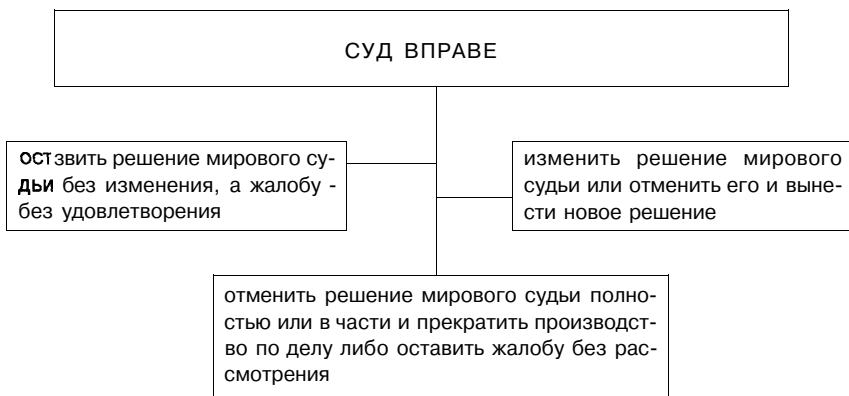 СУД ВПРАВЕ
остзвить решение мирового су-
дьи без изменения, а жалобу -
без удовлетворения
изменить решение мирового
судьи или отменить его и выне-
сти новое решение
отменить решение мирового судьи полно-
стью или в части и прекратить производст-
во по делу либо оставить жалобу без рас-
смотрения